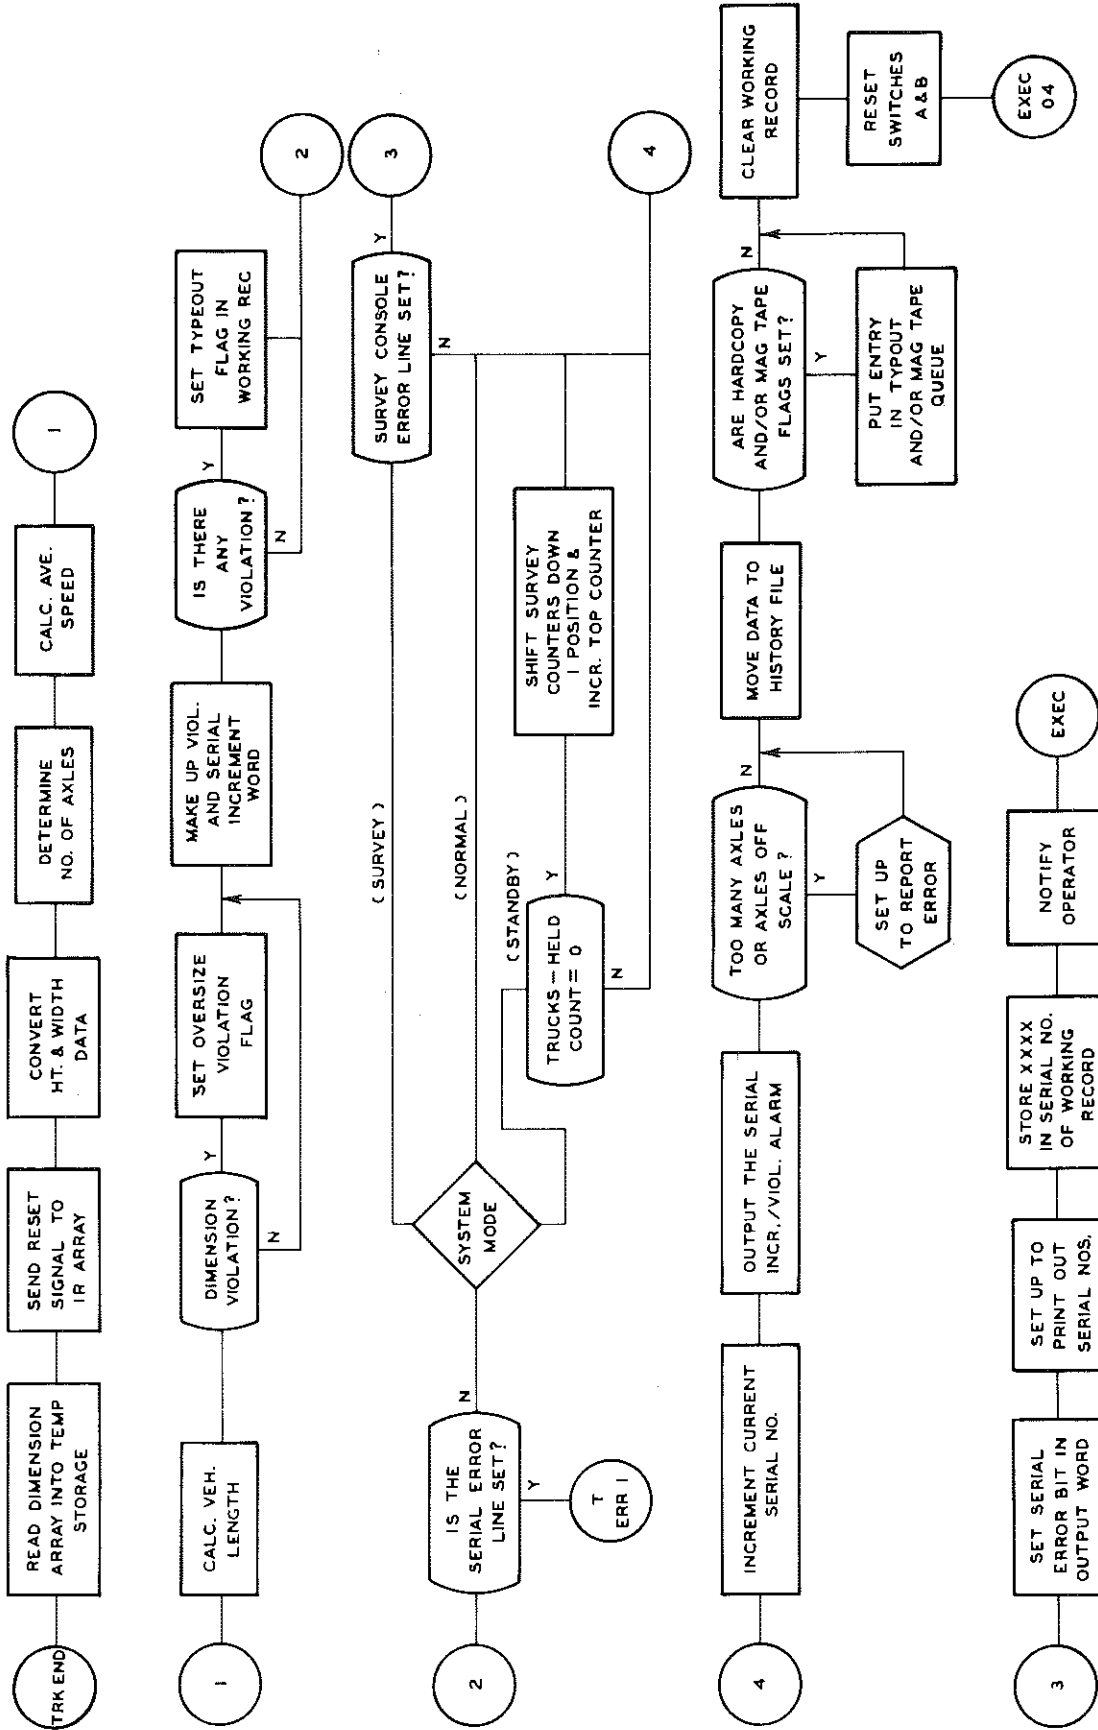 TRK END
READ DIMENSION
ARRAY INTO TEMP
STORAGE
SEND RESET
SIGNAL TO
IR ARRAY
CONVERT
HT. & WIDTH
DATA
DETERMINE
NO. OF AXLES
CALC. AVE.
SPEED
1
1
CALC. VEH.
LENGTH
DIMENSION
VIOLATION?
Y
N
SET OVERSIZE
VIOLATION
FLAG
MAKE UP VIOL.
AND SERIAL
INCREMENT
WORD
IS THERE
ANY
VIOLATION?
Y
N
SET TYPEOUT
FLAG IN
WORKING REC
2
2
IS THE
SERIAL ERROR
LINE SET?
N
Y
T
ERR 1
SYSTEM
MODE
(SURVEY)
(NORMAL)
(STANDBY)
SURVEY CONSOLE
ERROR LINE SET?
Y
N
3
TRUCKS-HELD
COUNT = 0
Y
N
SHIFT SURVEY
COUNTERS DOWN
1 POSITION &
INCR. TOP COUNTER
4
4
INCREMENT CURRENT
SERIAL NO.
OUTPUT THE SERIAL
INCR./VIOL. ALARM
TOO MANY AXLES
OR AXLES OFF
SCALE?
N
Y
SET UP
TO REPORT
ERROR
MOVE DATA TO
HISTORY FILE
ARE HARDCOPY
AND/OR MAG TAPE
FLAGS SET?
N
Y
PUT ENTRY
IN TYPOUT
AND/OR MAG TAPE
QUEUE
CLEAR WORKING
RECORD
RESET
SWITCHES
A & B
EXEC
04
3
SET SERIAL
ERROR BIT IN
OUTPUT WORD
SET UP TO
PRINT OUT
SERIAL NOS.
STORE XXXX
IN SERIAL NO.
OF WORKING
RECORD
NOTIFY
OPERATOR
EXEC